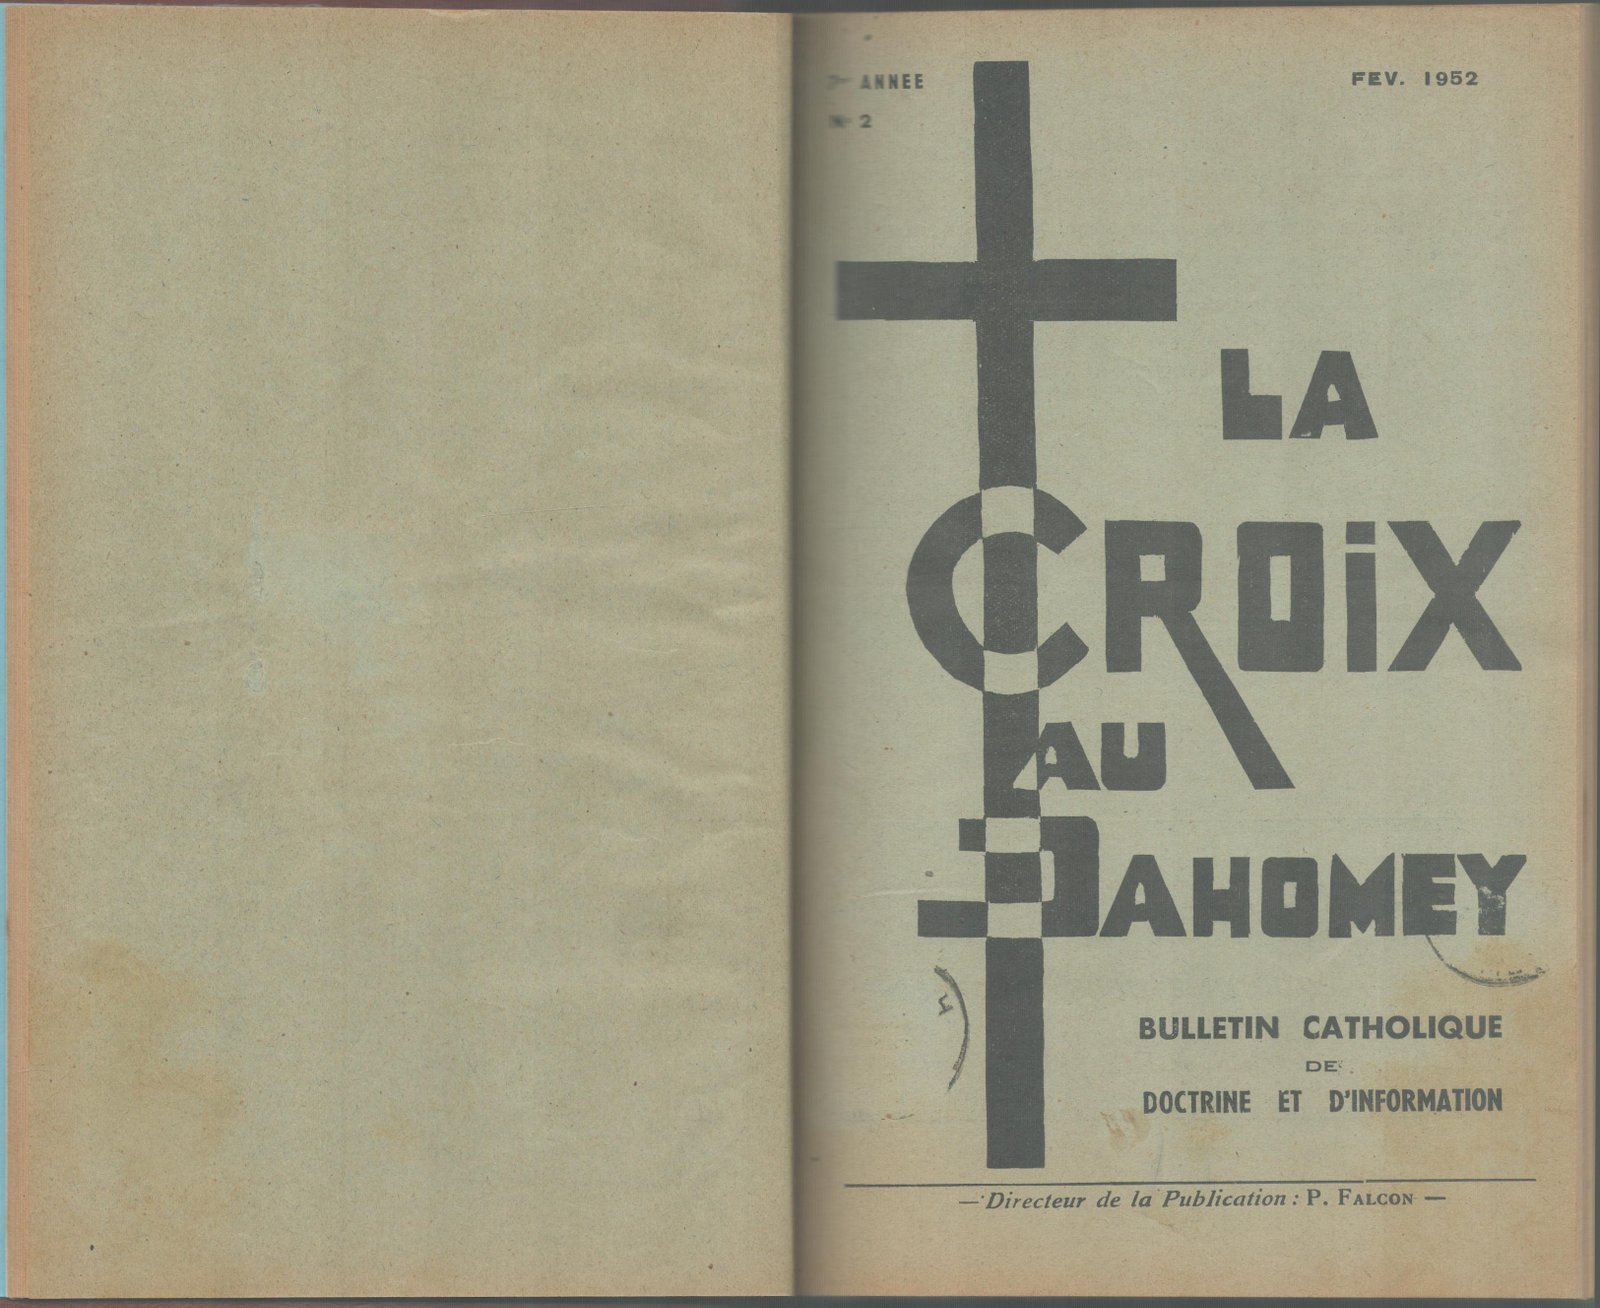 ANNEE
FEV. 1952
N° 2
LA
CROiX
AU
DAHOMEY
BULLETIN CATHOLIQUE
DE
DOCTRINE ET D'INFORMATION
— Directeur de la Publication : P. FALCON —